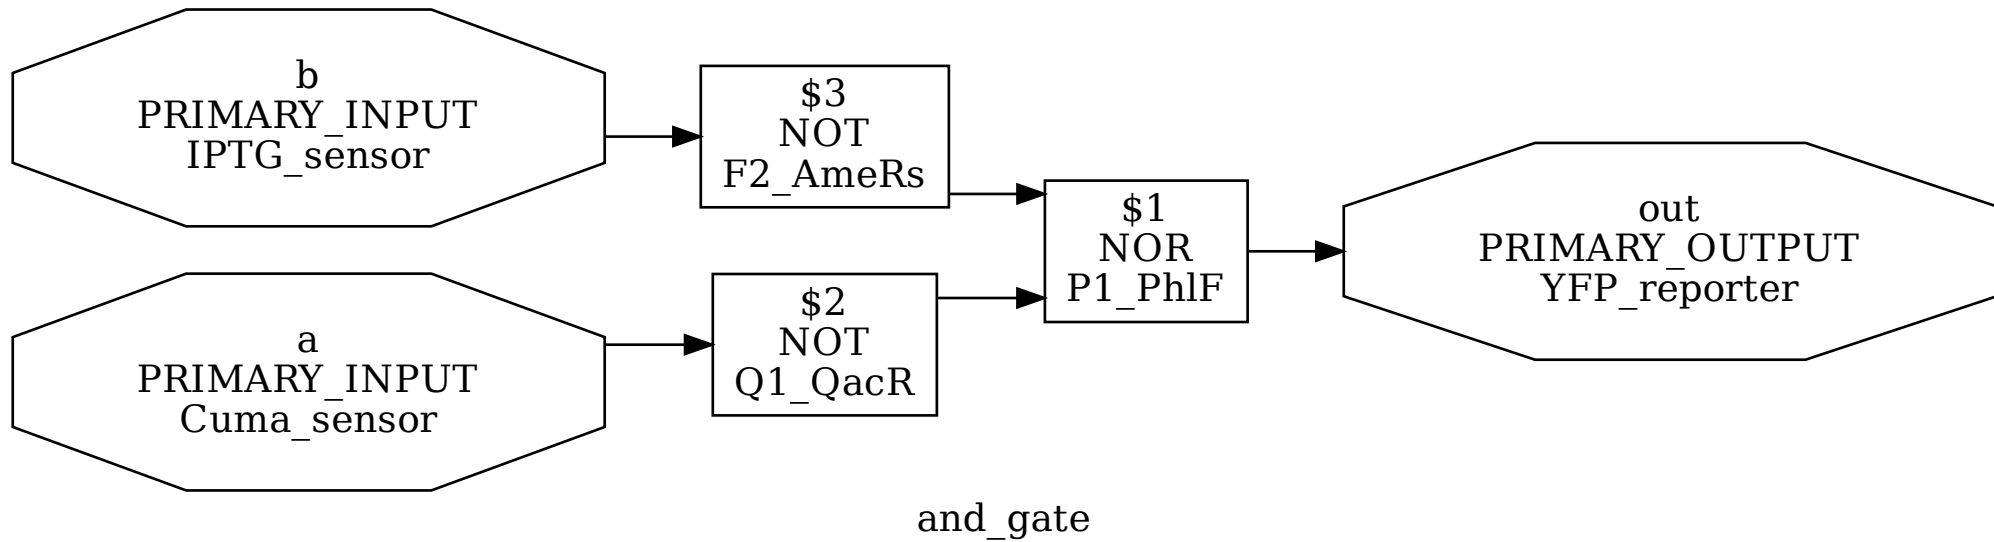 b
PRIMARY_INPUT
IPTG_sensor
$3
NOT
F2_AmeRs
a
PRIMARY_INPUT
Cuma_sensor
$2
NOT
Q1_QacR
$1
NOR
P1_PhlF
out
PRIMARY_OUTPUT
YFP_reporter
and_gate